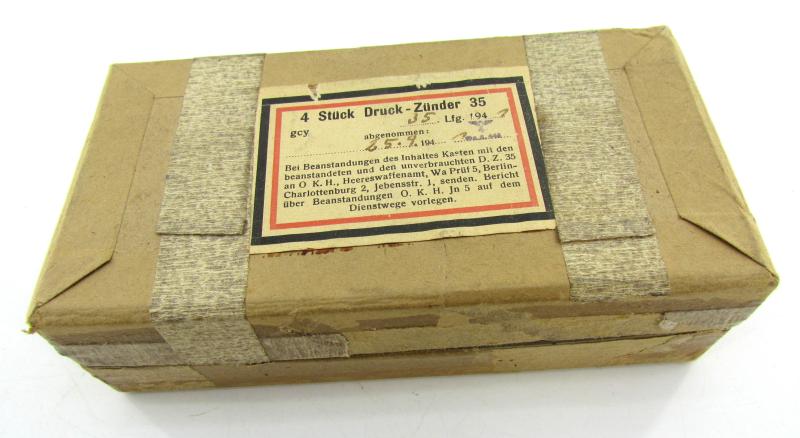 4 Stück Druck-Zünder 35
gcy 35. Lfg. 194
abgenommen:
25.9. 194
Bei Beanstandungen des Inhaltes Kasten mit den
beanstandeten und den unverbrauchten D. Z. 35
an O K. H., Heereswaffenamt, Wa Prüf 5, Berlin-
Charlottenburg 2, Jebensstr. 1, senden. Bericht
über Beanstandungen O. K. H. Jn 5 auf dem
Dienstwege vorlegen.